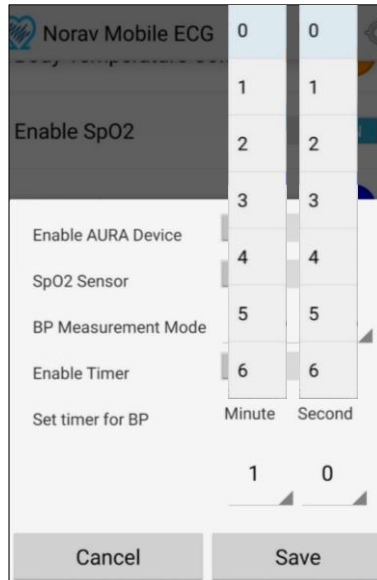 Norav Mobile ECG
Enable SpO2
0 0
1 1
2 2
3 3
4 4
5 5
6 6
Enable AURA Device
SpO2 Sensor
BP Measurement Mode
Enable Timer
Set timer for BP
Minute Second
1 0
Cancel Save